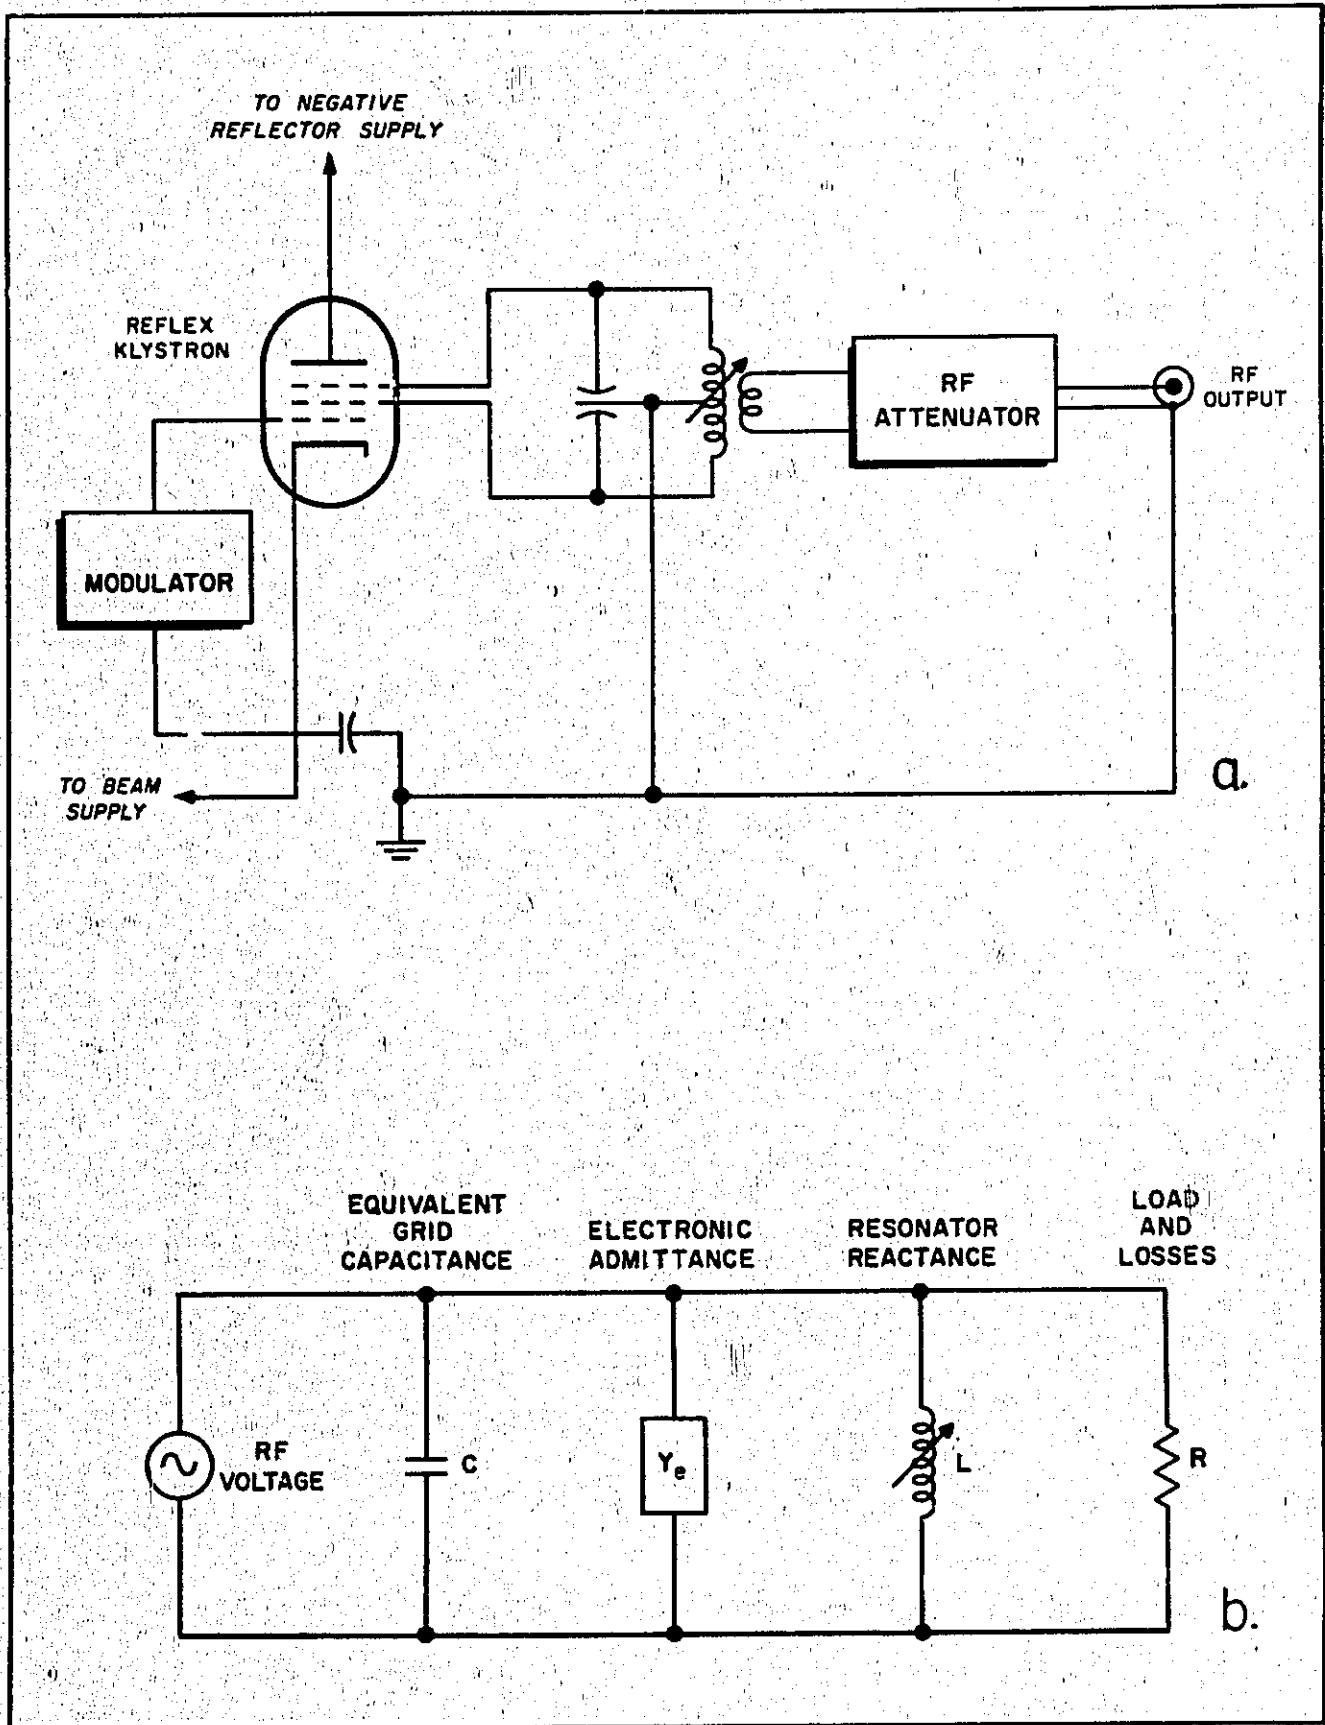 TO NEGATIVE
REFLECTOR SUPPLY
REFLEX
KLYSTRON
RF
ATTENUATOR
RF
OUTPUT
MODULATOR
TO BEAM
SUPPLY
a.
EQUIVALENT
GRID
CAPACITANCE
ELECTRONIC
ADMITTANCE
RESONATOR
REACTANCE
LOAD
AND
LOSSES
RF
VOLTAGE
C
Ye
L
R
b.